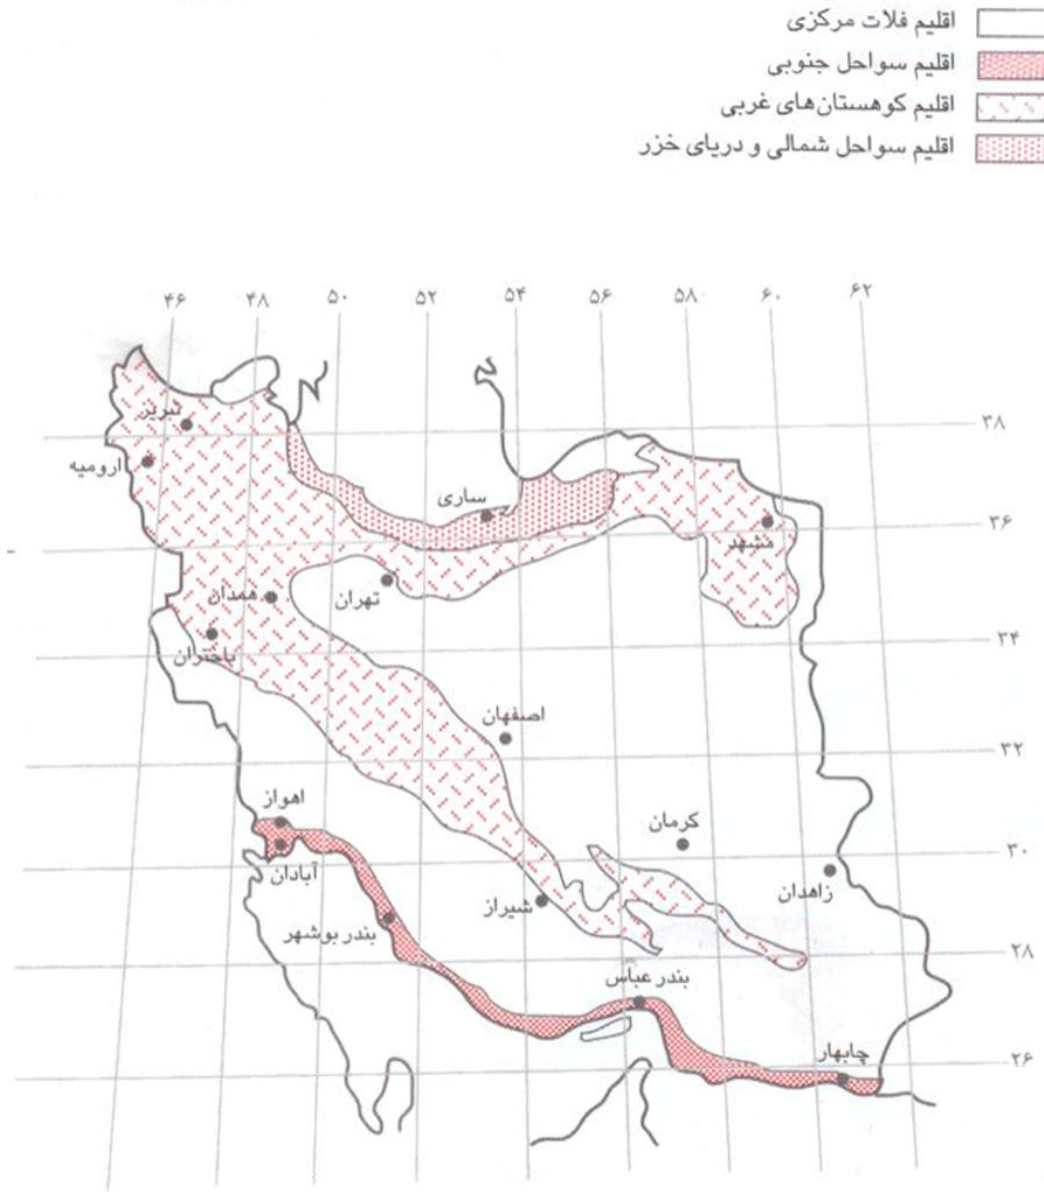 اقلیم فلات مرکزی
اقلیم سواحل جنوبی
اقلیم کوهستان‌های غربی
اقلیم سواحل شمالی و دریای خزر
۴۶ ۴۸ ۵۰ ۵۲ ۵۴ ۵۶ ۵۸ ۶۰ ۶۲
تبریز
۳۸
ارومیه
ساری
۳۶
مشهد
همدان
تهران
۳۴
باختران
اصفهان
۳۲
اهواز
کرمان
۳۰
آبادان
زاهدان
شیراز
بندر بوشهر
۲۸
بندر عباس
چابهار
۲۶